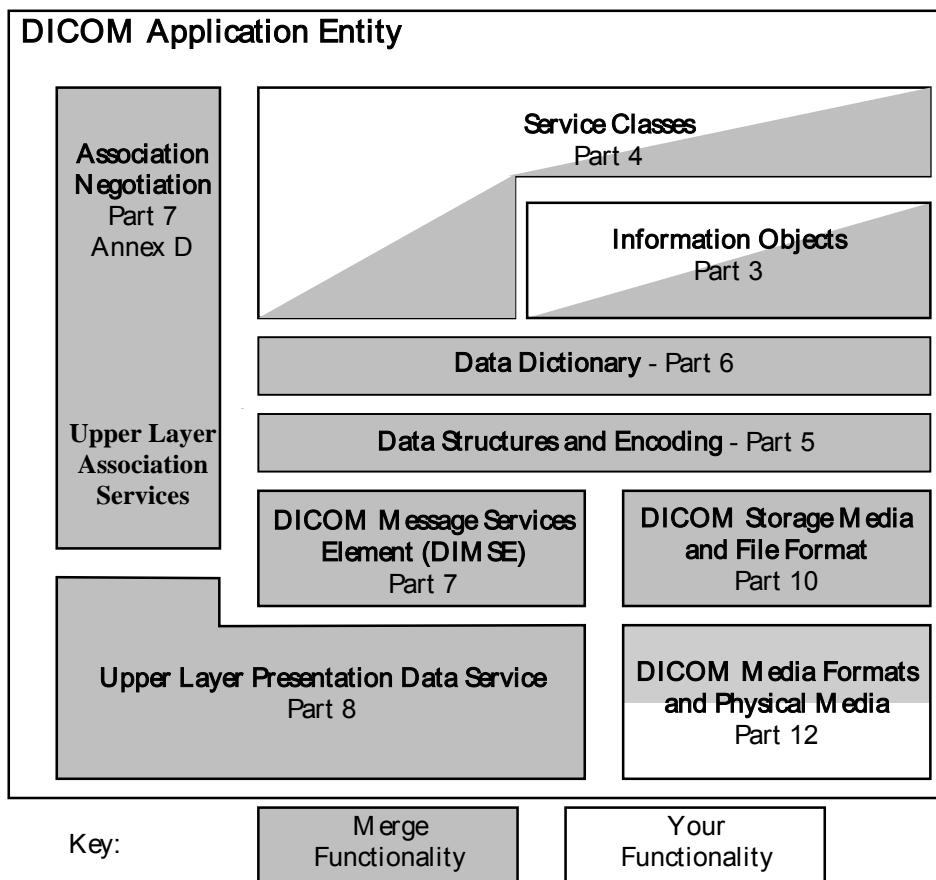 DICOM Application Entity
Association
Negotiation
Part 7
Annex D
Upper Layer
Association
Services
Service Classes
Part 4
Information Objects
Part 3
Data Dictionary - Part 6
Data Structures and Encoding - Part 5
DICOM Message Services
Element (DIMSE)
Part 7
DICOM Storage Media
and File Format
Part 10
Upper Layer Presentation Data Service
Part 8
DICOM Media Formats
and Physical Media
Part 12
Key:
Merge
Functionality
Your
Functionality